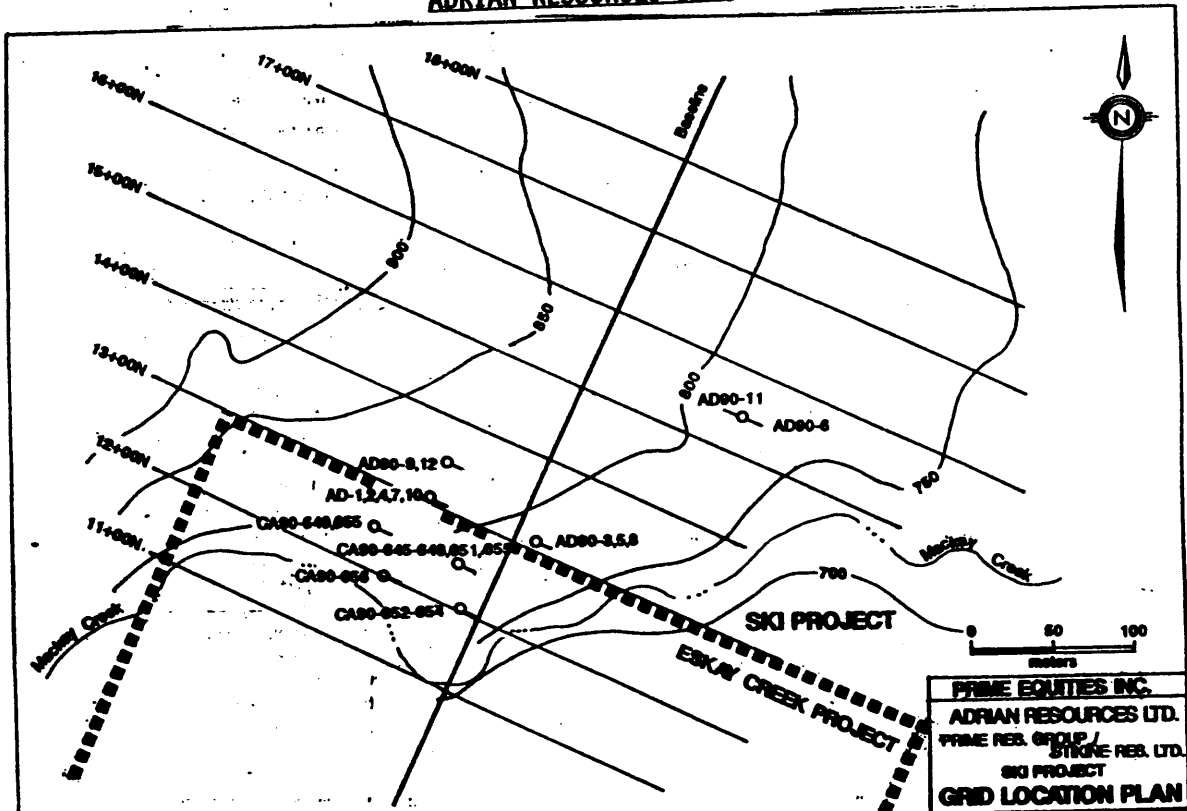 ADRIAN RESOURCES
18+00N
17+00N
16+00N
Baseline
N
15+00N
14+00N
900
850
13+00N
800
AD90-11
AD90-6
12+00N
AD90-9,12
750
AD-1,2,4,7,10
11+00N
CA90-649,655
CA90-645-648,651,655
AD90-3,5,8
Mackay Creek
CA90-656
700
Mackay Creek
CA90-652-654
SKI PROJECT
0 50 100
meters
ESKAY CREEK PROJECT
PRIME EQUITIES INC.
ADRIAN RESOURCES LTD.
PRIME RES. GROUP /
STIKINE RES. LTD.
SKI PROJECT
GRID LOCATION PLAN